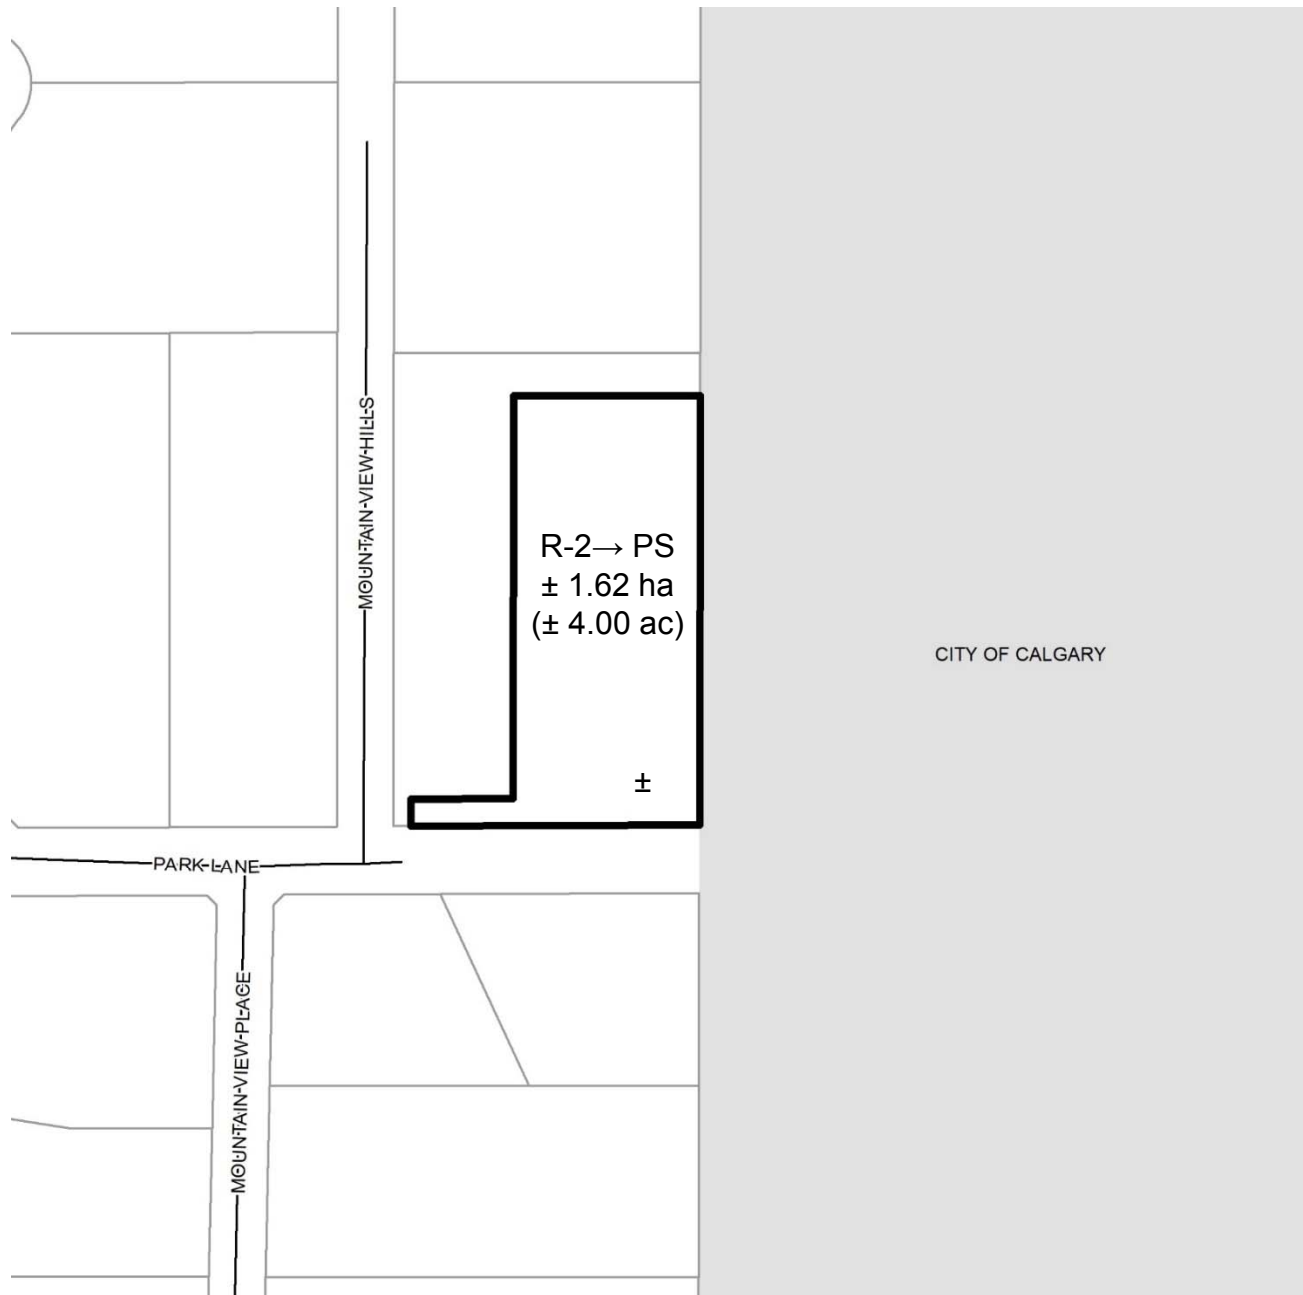 MOUNTAIN VIEW HILLS
R-2→ PS
± 1.62 ha
(± 4.00 ac)
CITY OF CALGARY
±
PARK LANE
MOUNTAIN VIEW PLACE